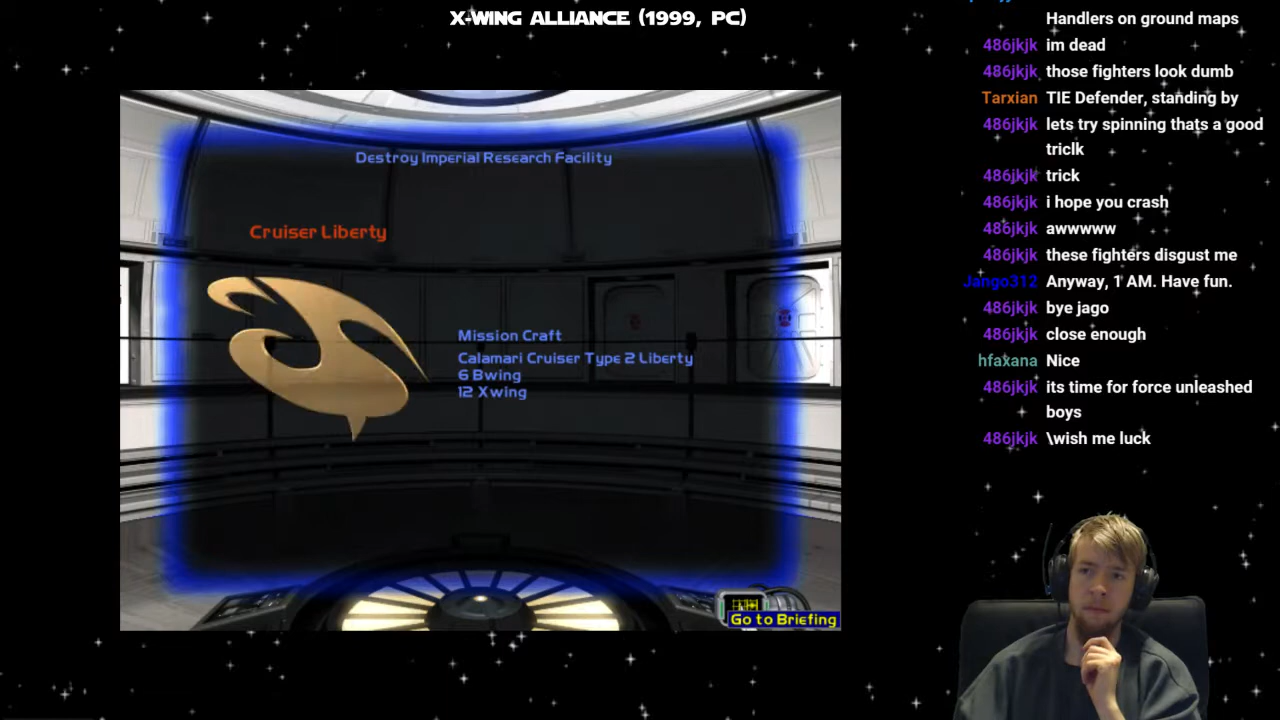 X-WING ALLIANCE (1999, PC)
Destroy Imperial Research Facility
Cruiser Liberty
Mission Craft
Calamari Cruiser Type 2 Liberty
6 Bwing
12 Xwing
Go to Briefing
Handlers on ground maps
486jkjk im dead
486jkjk those fighters look dumb
Tarxian TIE Defender, standing by
486jkjk lets try spinning thats a good
triclk
486jkjk trick
486jkjk i hope you crash
486jkjk awwwww
486jkjk these fighters disgust me
Jango312 Anyway, 1 AM. Have fun.
486jkjk bye jago
486jkjk close enough
hfaxana Nice
486jkjk its time for force unleashed
boys
486jkjk \wish me luck